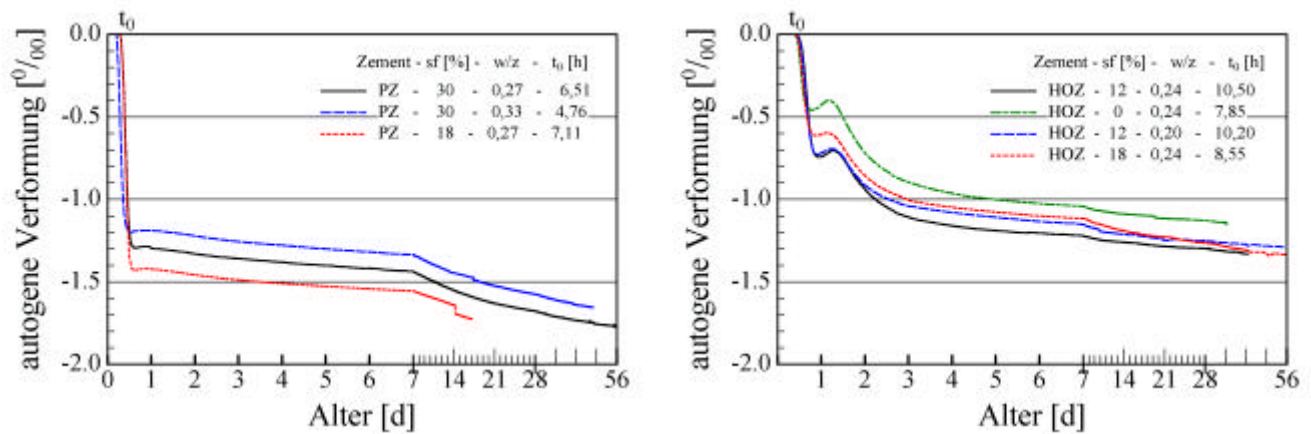 t0
autogene Verformung [0/00]
0.0
-0.5
-1.0
-1.5
-2.0
Zement - sf [%] - w/z - t0 [h]
PZ - 30 - 0,27 - 6,51
PZ - 30 - 0,33 - 4,76
PZ - 18 - 0,27 - 7,11
0 1 2 3 4 5 6 7 14 21 28 56
Alter [d]
t0
autogene Verformung [0/00]
0.0
-0.5
-1.0
-1.5
-2.0
Zement - sf [%] - w/z - t0 [h]
HOZ - 12 - 0,24 - 10,50
HOZ - 0 - 0,24 - 7,85
HOZ - 12 - 0,20 - 10,20
HOZ - 18 - 0,24 - 8,55
1 2 3 4 5 6 7 14 21 28 56
Alter [d]